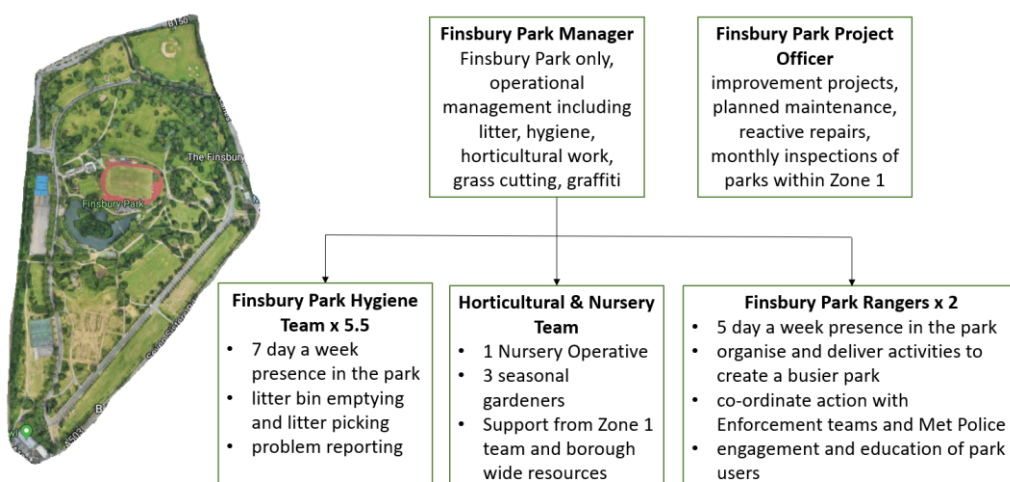 B150
The Finsbury
Finsbury Park
Finsbury Park Manager
Finsbury Park only,
operational
management including
litter, hygiene,
horticultural work,
grass cutting, graffiti
Finsbury Park Project
Officer
improvement projects,
planned maintenance,
reactive repairs,
monthly inspections of
parks within Zone 1
Finsbury Park Hygiene
Team x 5.5
• 7 day a week
presence in the park
• litter bin emptying
and litter picking
• problem reporting
Horticultural & Nursery
Team
• 1 Nursery Operative
• 3 seasonal
gardeners
• Support from Zone 1
team and borough
wide resources
Finsbury Park Rangers x 2
• 5 day a week presence in the park
• organise and deliver activities to
create a busier park
• co-ordinate action with
Enforcement teams and Met Police
• engagement and education of park
users